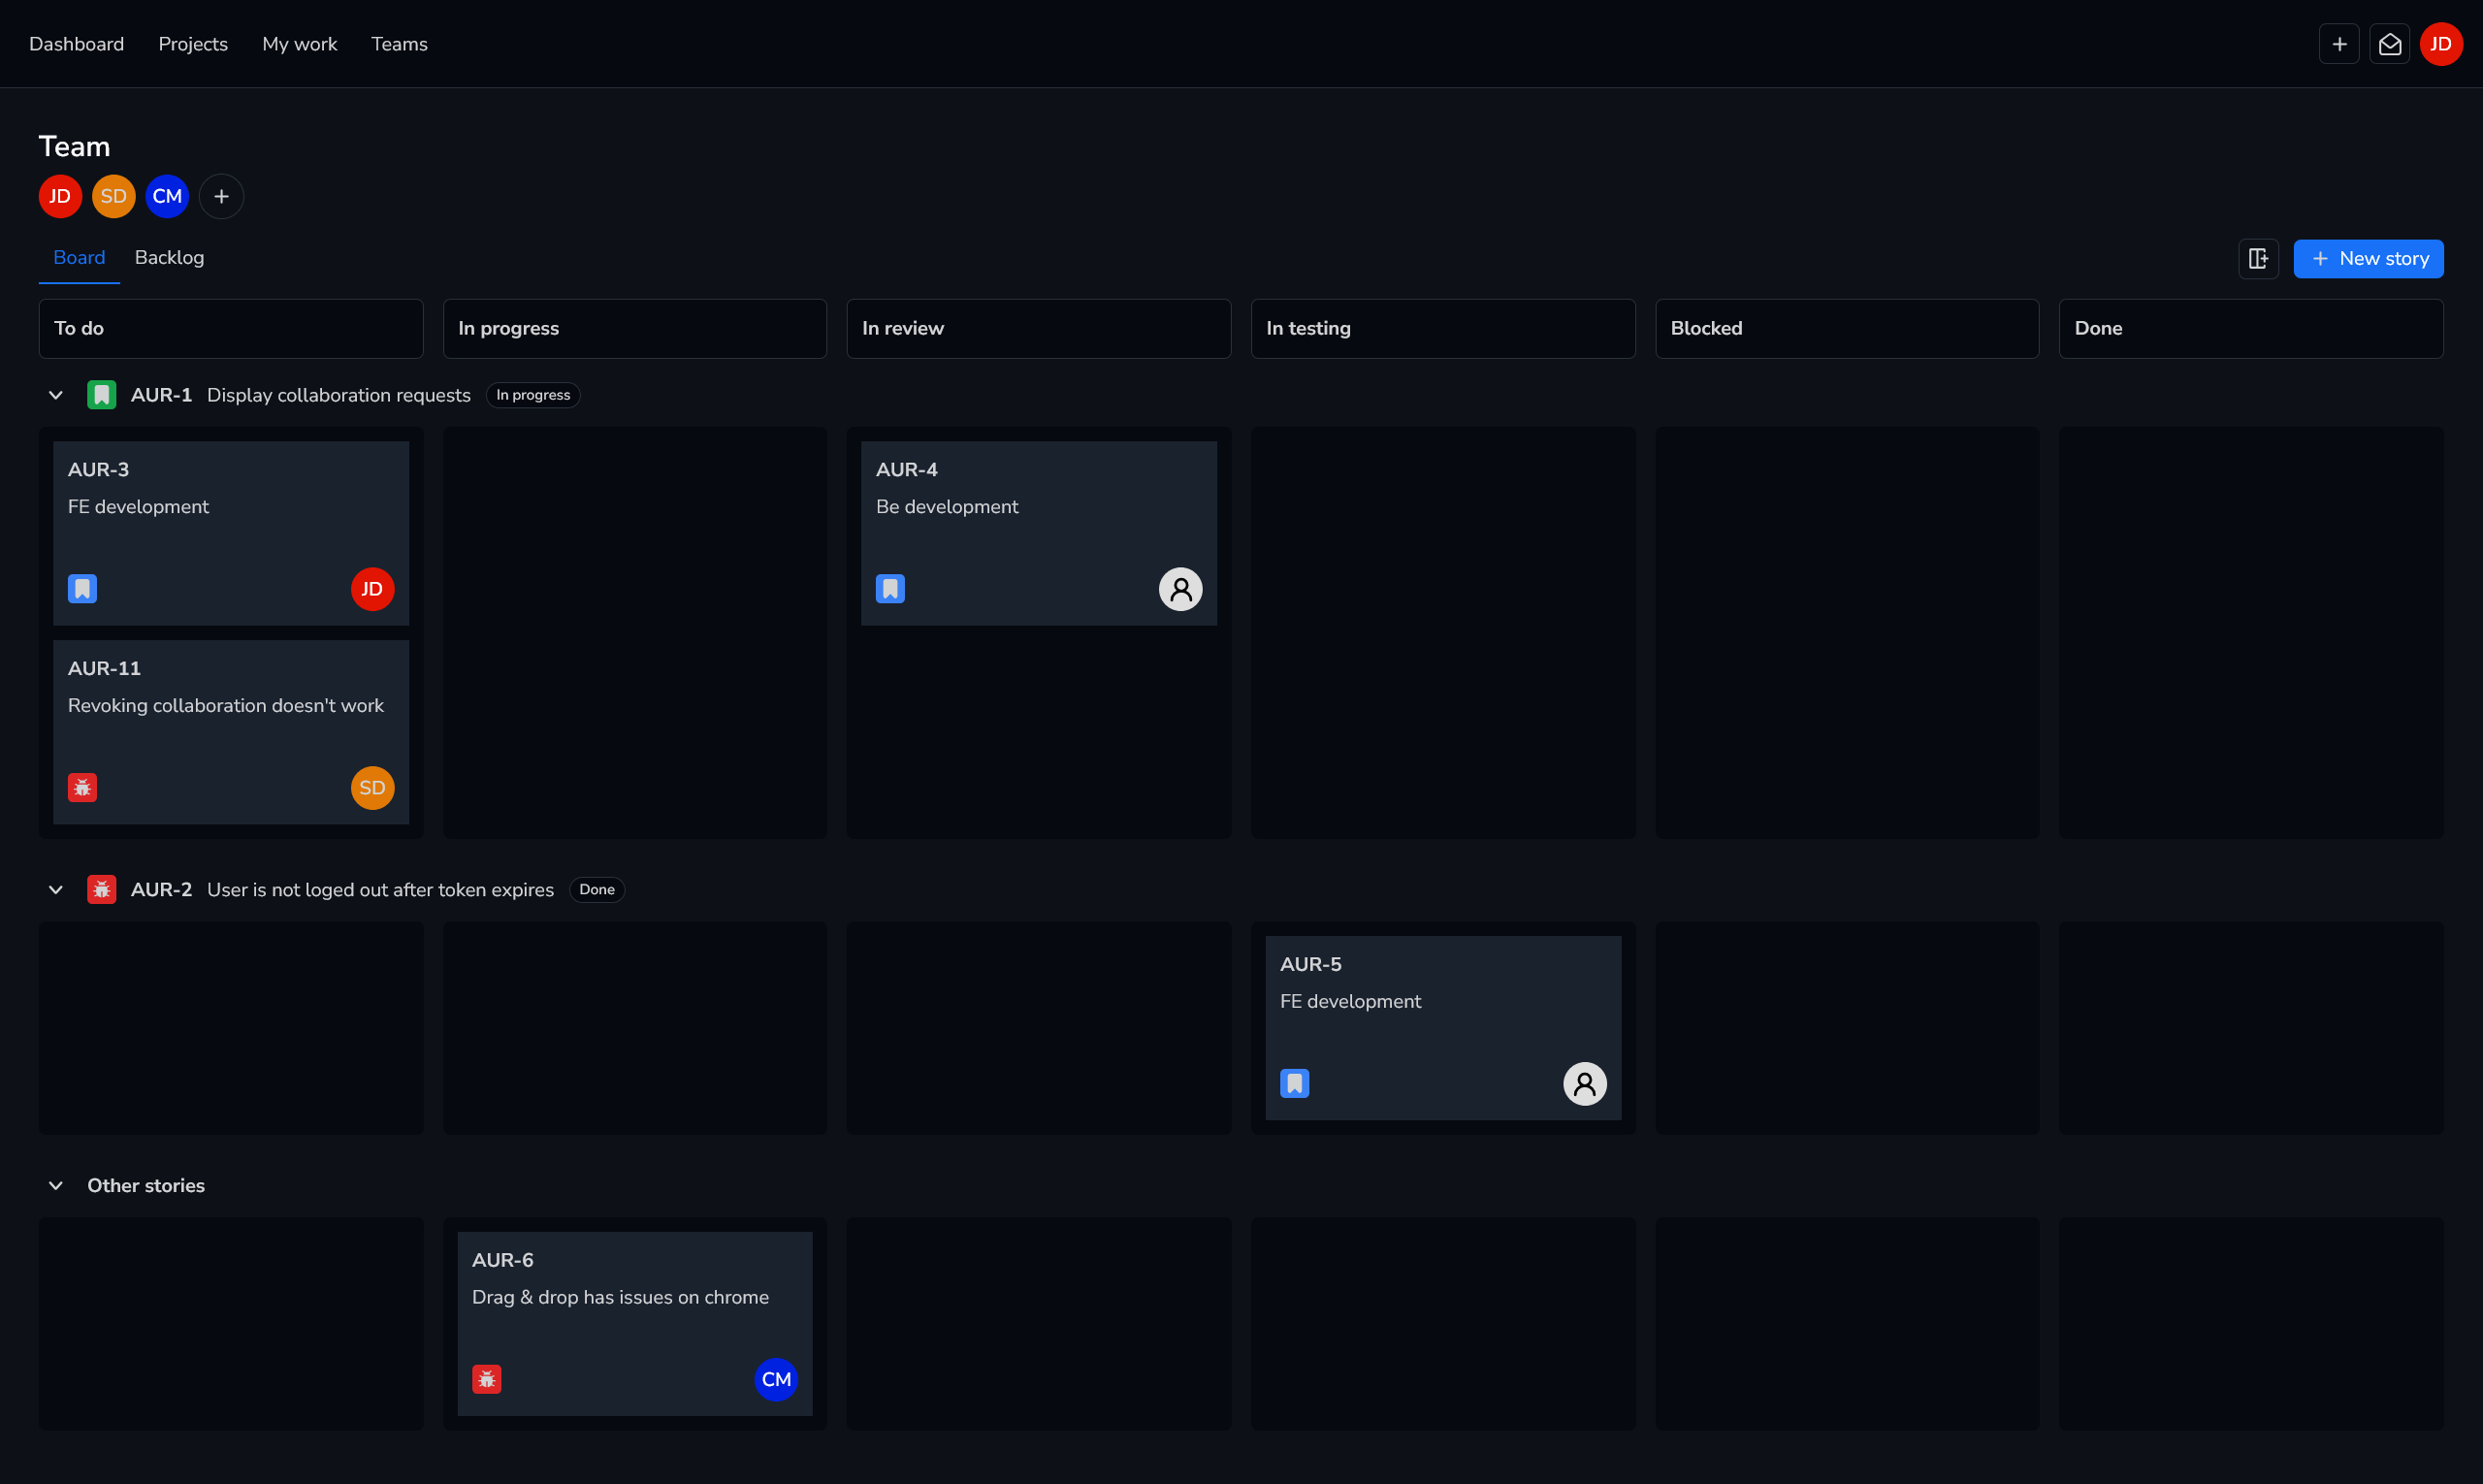 Dashboard Projects My work Teams JD
Team
JD SD CM
Board Backlog New story
To do In progress In review In testing Blocked Done
AUR-1 Display collaboration requests In progress
AUR-3 AUR-4
FE development Be development
JD
AUR-11
Revoking collaboration doesn't work
SD
AUR-2 User is not loged out after token expires Done
AUR-5
FE development
Other stories
AUR-6
Drag & drop has issues on chrome
CM